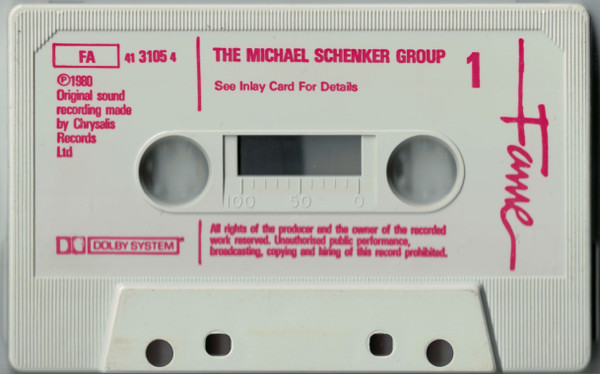 FA 41 3105 4
℗1980
Original sound
recording made
by Chrysalis
Records
Ltd
THE MICHAEL SCHENKER GROUP
See Inlay Card For Details
1
Fame
100 50 0
DOLBY SYSTEM
All rights of the producer and the owner of the recorded
work reserved. Unauthorised public performance,
broadcasting, copying and hiring of this record prohibited.